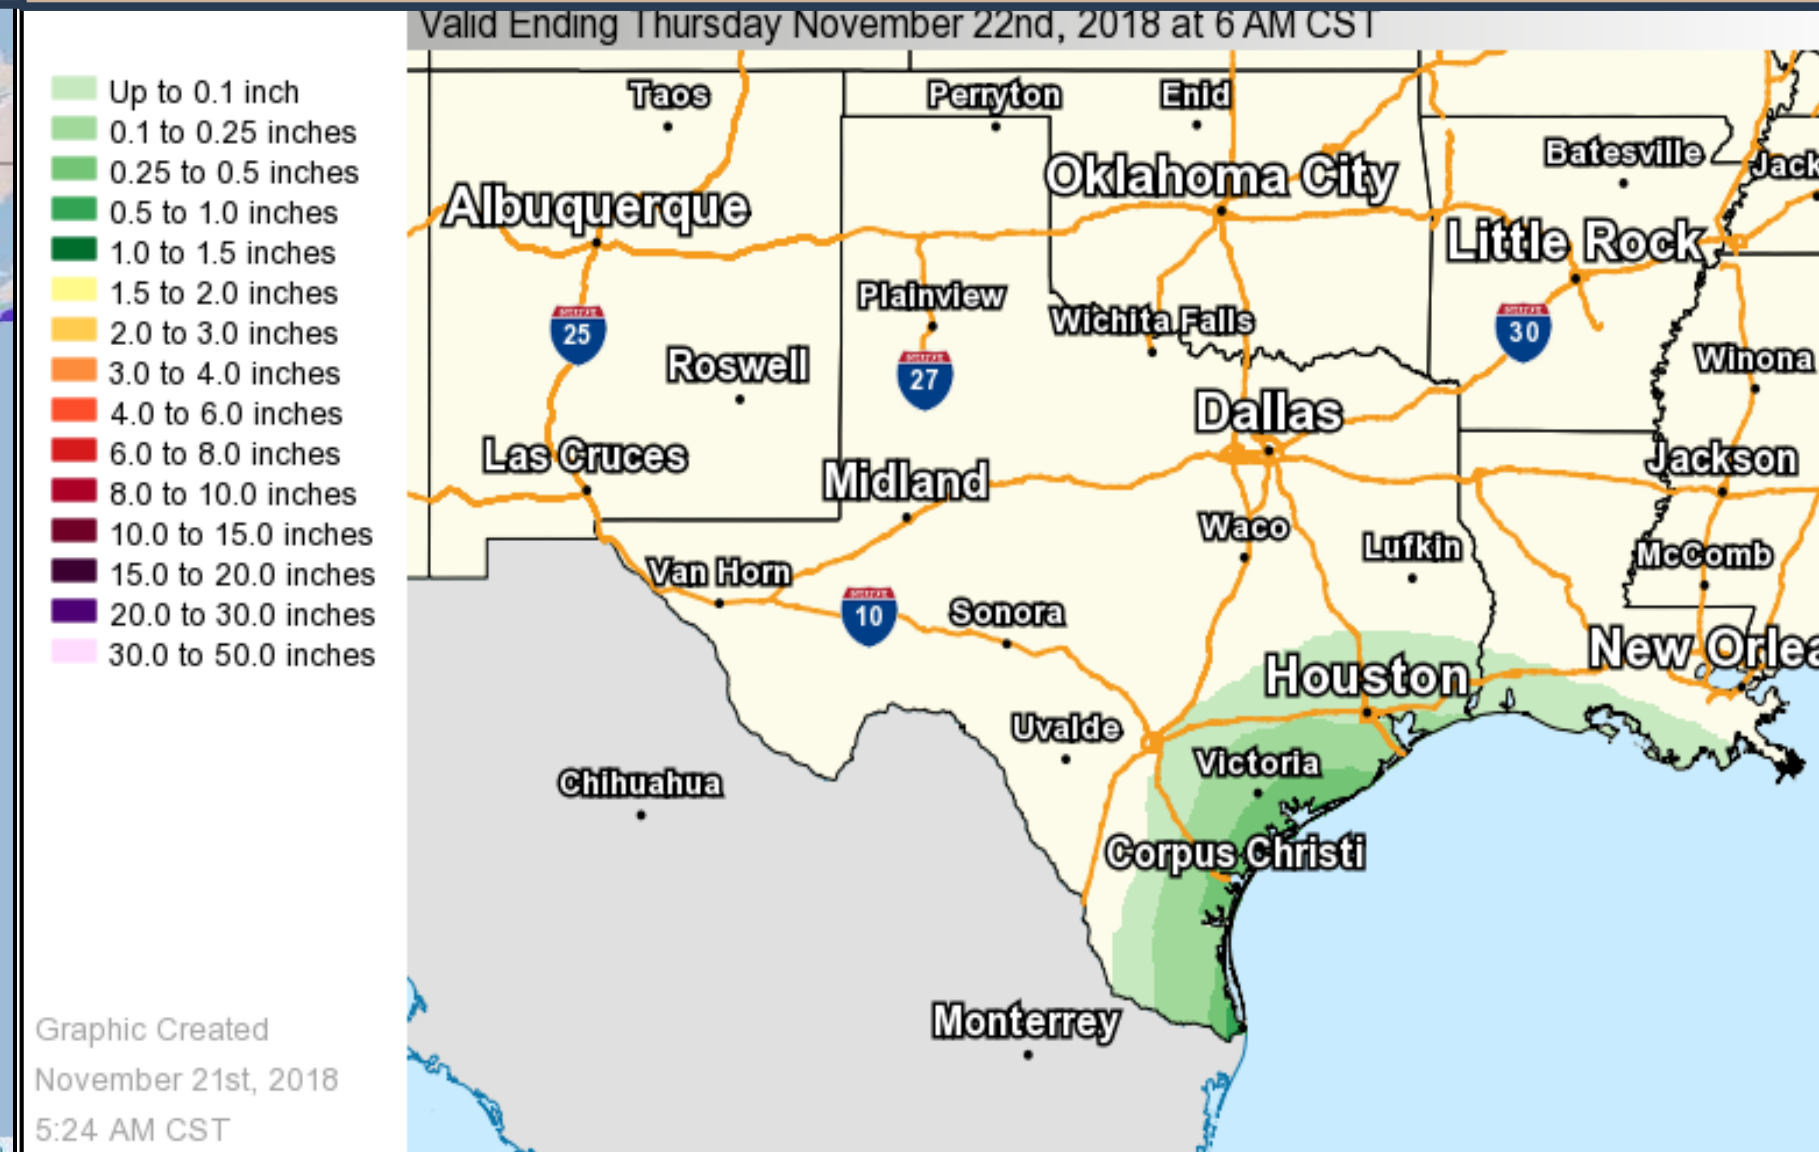 Valid Ending Thursday November 22nd, 2018 at 6 AM CST
Up to 0.1 inch
0.1 to 0.25 inches
0.25 to 0.5 inches
0.5 to 1.0 inches
1.0 to 1.5 inches
1.5 to 2.0 inches
2.0 to 3.0 inches
3.0 to 4.0 inches
4.0 to 6.0 inches
6.0 to 8.0 inches
8.0 to 10.0 inches
10.0 to 15.0 inches
15.0 to 20.0 inches
20.0 to 30.0 inches
30.0 to 50.0 inches
Graphic Created
November 21st, 2018
5:24 AM CST
Taos
Perryton
Enid
Batesville
Jack
Oklahoma City
Albuquerque
Little Rock
Plainview
Wichita Falls
25
30
Roswell
27
Winona
Dallas
Las Cruces
Midland
Jackson
Waco
Lufkin
McComb
Van Horn
10
Sonora
New Orlea
Houston
Uvalde
Victoria
Chihuahua
Corpus Christi
Monterrey